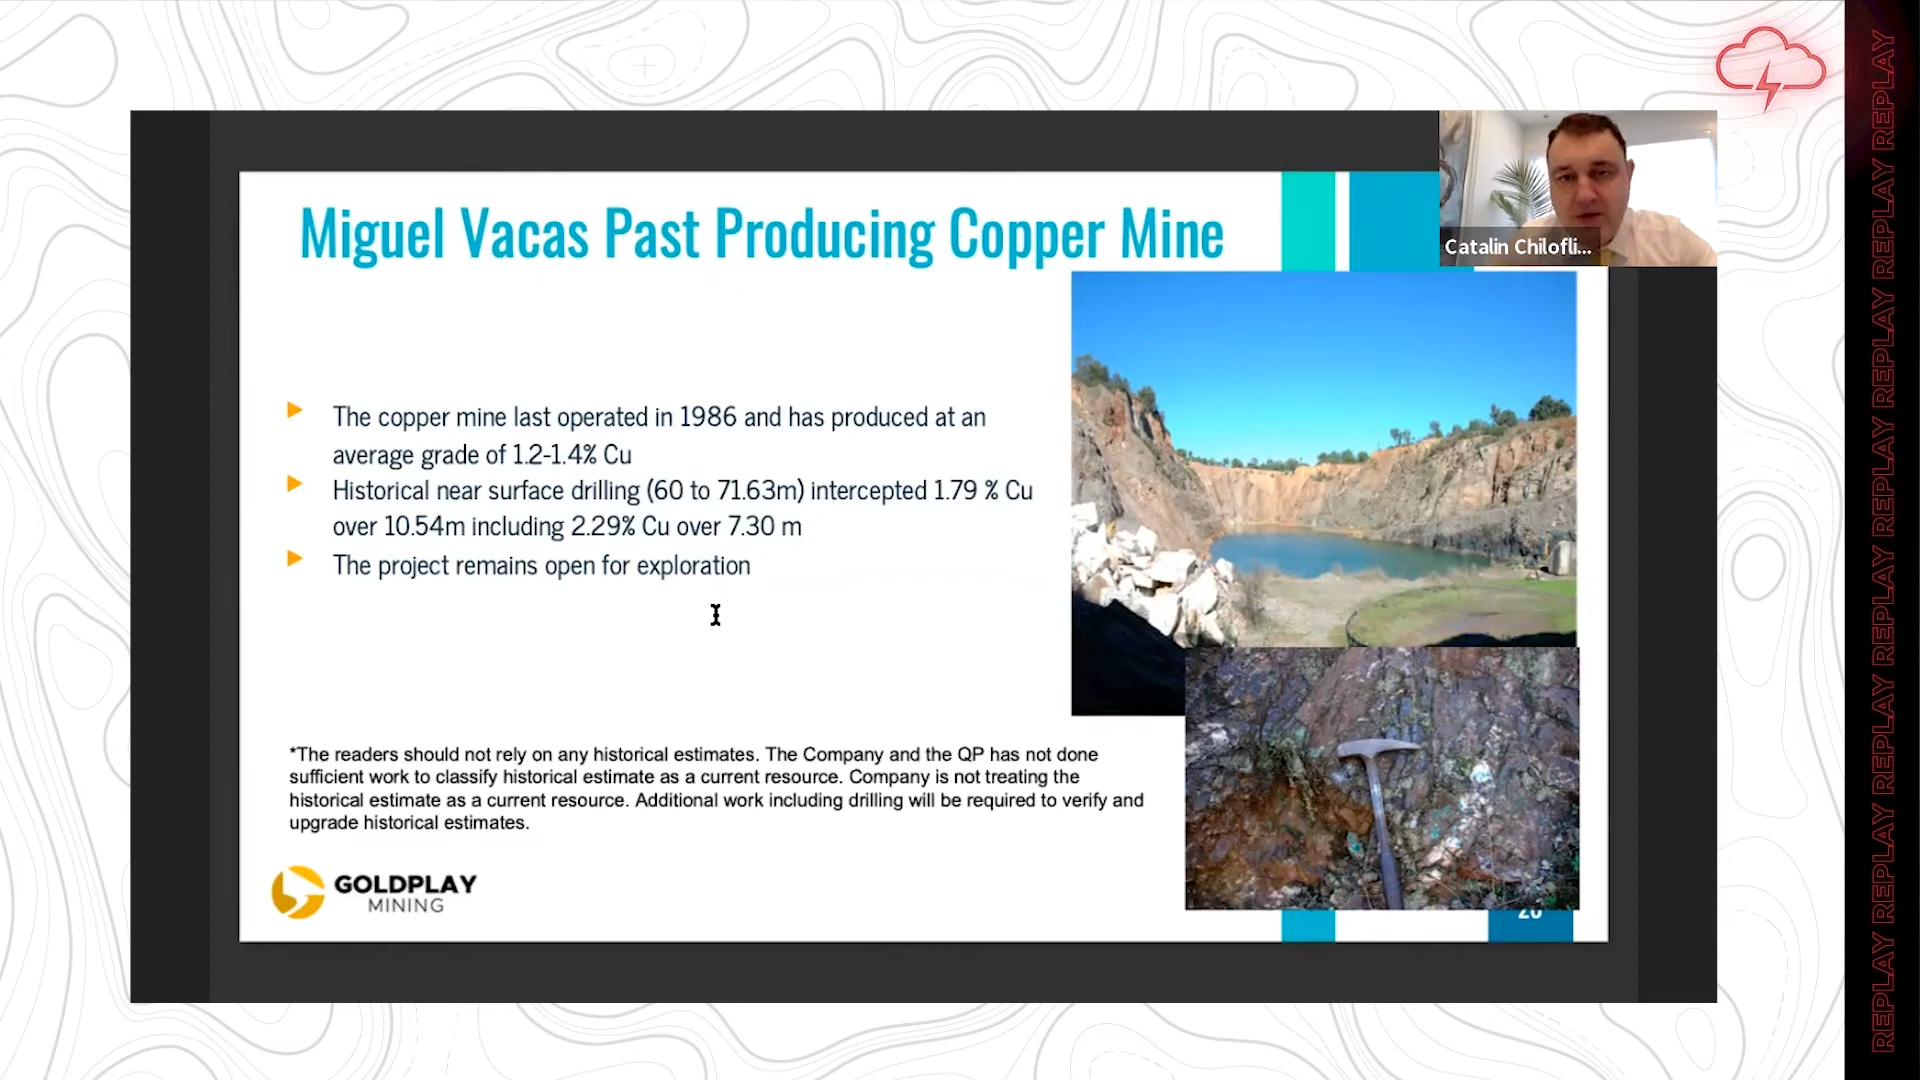 Miguel Vacas Past Producing Copper Mine
Catalin Chilofli...
The copper mine last operated in 1986 and has produced at an
average grade of 1.2-1.4% Cu
Historical near surface drilling (60 to 71.63m) intercepted 1.79 % Cu
over 10.54m including 2.29% Cu over 7.30 m
The project remains open for exploration
*The readers should not rely on any historical estimates. The Company and the QP has not done
sufficient work to classify historical estimate as a current resource. Company is not treating the
historical estimate as a current resource. Additional work including drilling will be required to verify and
upgrade historical estimates.
GOLDPLAY
MINING
REPLAY REPLAY REPLAY REPLAY REPLAY REPLAY REPLAY REPLAY REPLAY REPLAY REPLAY